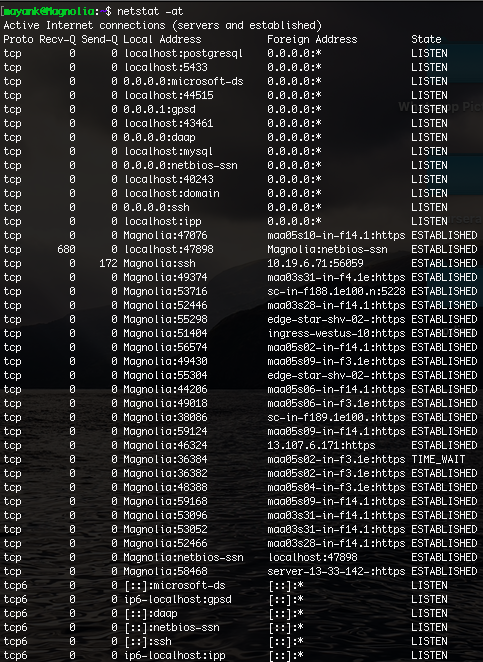 [mayank@Magnolia:~$ netstat -at
Active Internet connections (servers and established)
Proto Recv-Q Send-Q Local Address           Foreign Address         State
tcp        0      0 localhost:postgresql    0.0.0.0:*               LISTEN
tcp        0      0 localhost:5433          0.0.0.0:*               LISTEN
tcp        0      0 0.0.0.0:microsoft-ds    0.0.0.0:*               LISTEN
tcp        0      0 localhost:44515         0.0.0.0:*               LISTEN
tcp        0      0 0.0.0.1:gpsd            0.0.0.0:*               LISTEN
tcp        0      0 localhost:43461         0.0.0.0:*               LISTEN
tcp        0      0 0.0.0.0:daap            0.0.0.0:*               LISTEN
tcp        0      0 localhost:mysql         0.0.0.0:*               LISTEN
tcp        0      0 0.0.0.0:netbios-ssn     0.0.0.0:*               LISTEN
tcp        0      0 localhost:40243         0.0.0.0:*               LISTEN
tcp        0      0 localhost:domain        0.0.0.0:*               LISTEN
tcp        0      0 0.0.0.0:ssh             0.0.0.0:*               LISTEN
tcp        0      0 localhost:ipp           0.0.0.0:*               LISTEN
tcp        0      0 Magnolia:47076          maa05s10-in-f14.1:https ESTABLISHED
tcp      680      0 localhost:47898         Magnolia:netbios-ssn    ESTABLISHED
tcp        0    172 Magnolia:ssh            10.19.6.71:56059        ESTABLISHED
tcp        0      0 Magnolia:49374          maa03s31-in-f4.1e:https ESTABLISHED
tcp        0      0 Magnolia:53716          sc-in-f188.1e100.n:5228 ESTABLISHED
tcp        0      0 Magnolia:52446          maa03s28-in-f14.1:https ESTABLISHED
tcp        0      0 Magnolia:55298          edge-star-shv-02-:https ESTABLISHED
tcp        0      0 Magnolia:51404          ingress-westus-10:https ESTABLISHED
tcp        0      0 Magnolia:56574          maa05s02-in-f14.1:https ESTABLISHED
tcp        0      0 Magnolia:49430          maa05s09-in-f3.1e:https ESTABLISHED
tcp        0      0 Magnolia:55304          edge-star-shv-02-:https ESTABLISHED
tcp        0      0 Magnolia:44206          maa05s06-in-f14.1:https ESTABLISHED
tcp        0      0 Magnolia:49018          maa05s06-in-f3.1e:https ESTABLISHED
tcp        0      0 Magnolia:38086          sc-in-f189.1e100.:https ESTABLISHED
tcp        0      0 Magnolia:59124          maa05s09-in-f14.1:https ESTABLISHED
tcp        0      0 Magnolia:46324          13.107.6.171:https      ESTABLISHED
tcp        0      0 Magnolia:36384          maa05s02-in-f3.1e:https TIME_WAIT
tcp        0      0 Magnolia:36382          maa05s02-in-f3.1e:https ESTABLISHED
tcp        0      0 Magnolia:48388          maa05s04-in-f14.1:https ESTABLISHED
tcp        0      0 Magnolia:59168          maa05s09-in-f14.1:https ESTABLISHED
tcp        0      0 Magnolia:53096          maa03s31-in-f14.1:https ESTABLISHED
tcp        0      0 Magnolia:53052          maa03s31-in-f14.1:https ESTABLISHED
tcp        0      0 Magnolia:52466          maa03s28-in-f14.1:https ESTABLISHED
tcp        0      0 Magnolia:netbios-ssn    localhost:47898         ESTABLISHED
tcp        0      0 Magnolia:58468          server-13-33-142-:https ESTABLISHED
tcp6       0      0 [::]:microsoft-ds       [::]:*                  LISTEN
tcp6       0      0 ip6-localhost:gpsd      [::]:*                  LISTEN
tcp6       0      0 [::]:daap               [::]:*                  LISTEN
tcp6       0      0 [::]:netbios-ssn        [::]:*                  LISTEN
tcp6       0      0 [::]:ssh                [::]:*                  LISTEN
tcp6       0      0 ip6-localhost:ipp       [::]:*                  LISTEN